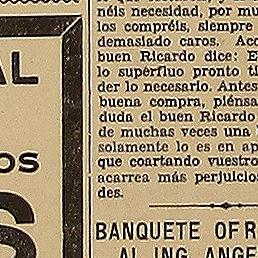 néis necesidad, por mu
los compréis, siempre
demasiado caros. Aco
buen Ricardo dice: E
lo supérfluo pronto ti
der lo necesario. Antes
buena compra, piénsa
duda el buen Ricardo
de muchas veces una
solamente lo es en ap
que coartando vuestro
acarrea más perjuicio
des.
BANQUETE OFR
AL ING. ANGE
AL
OS
S